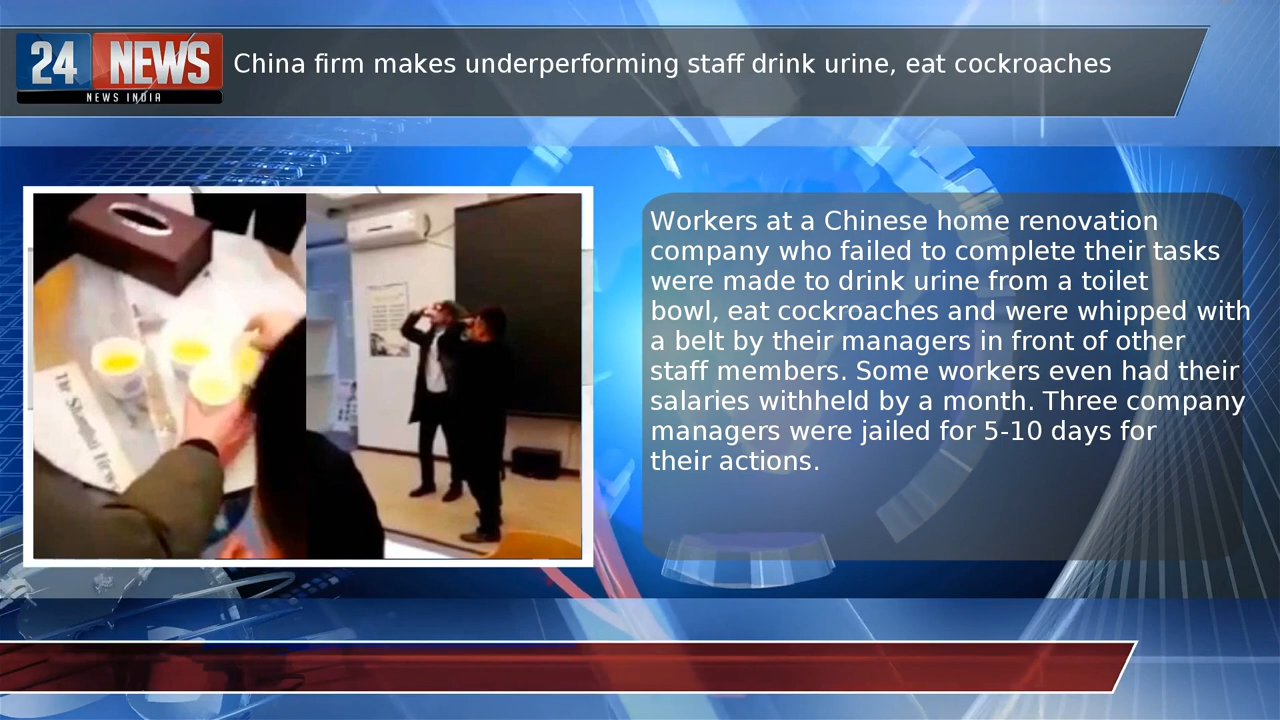 24 NEWS
NEWS INDIA
China firm makes underperforming staff drink urine, eat cockroaches
Workers at a Chinese home renovation
company who failed to complete their tasks
were made to drink urine from a toilet
bowl, eat cockroaches and were whipped with
a belt by their managers in front of other
staff members. Some workers even had their
salaries withheld by a month. Three company
managers were jailed for 5-10 days for
their actions.
The Shanghai News